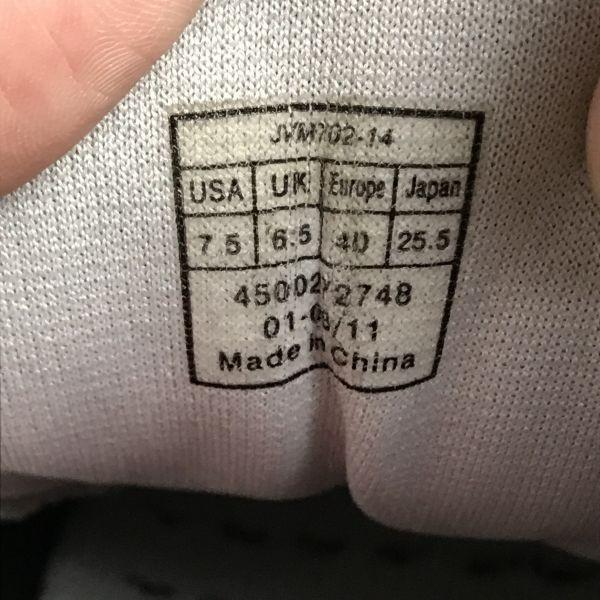 JVM702-14
USA UK Europe Japan
7.5 6.5 40 25.5
2748
01-03/11
Made in China